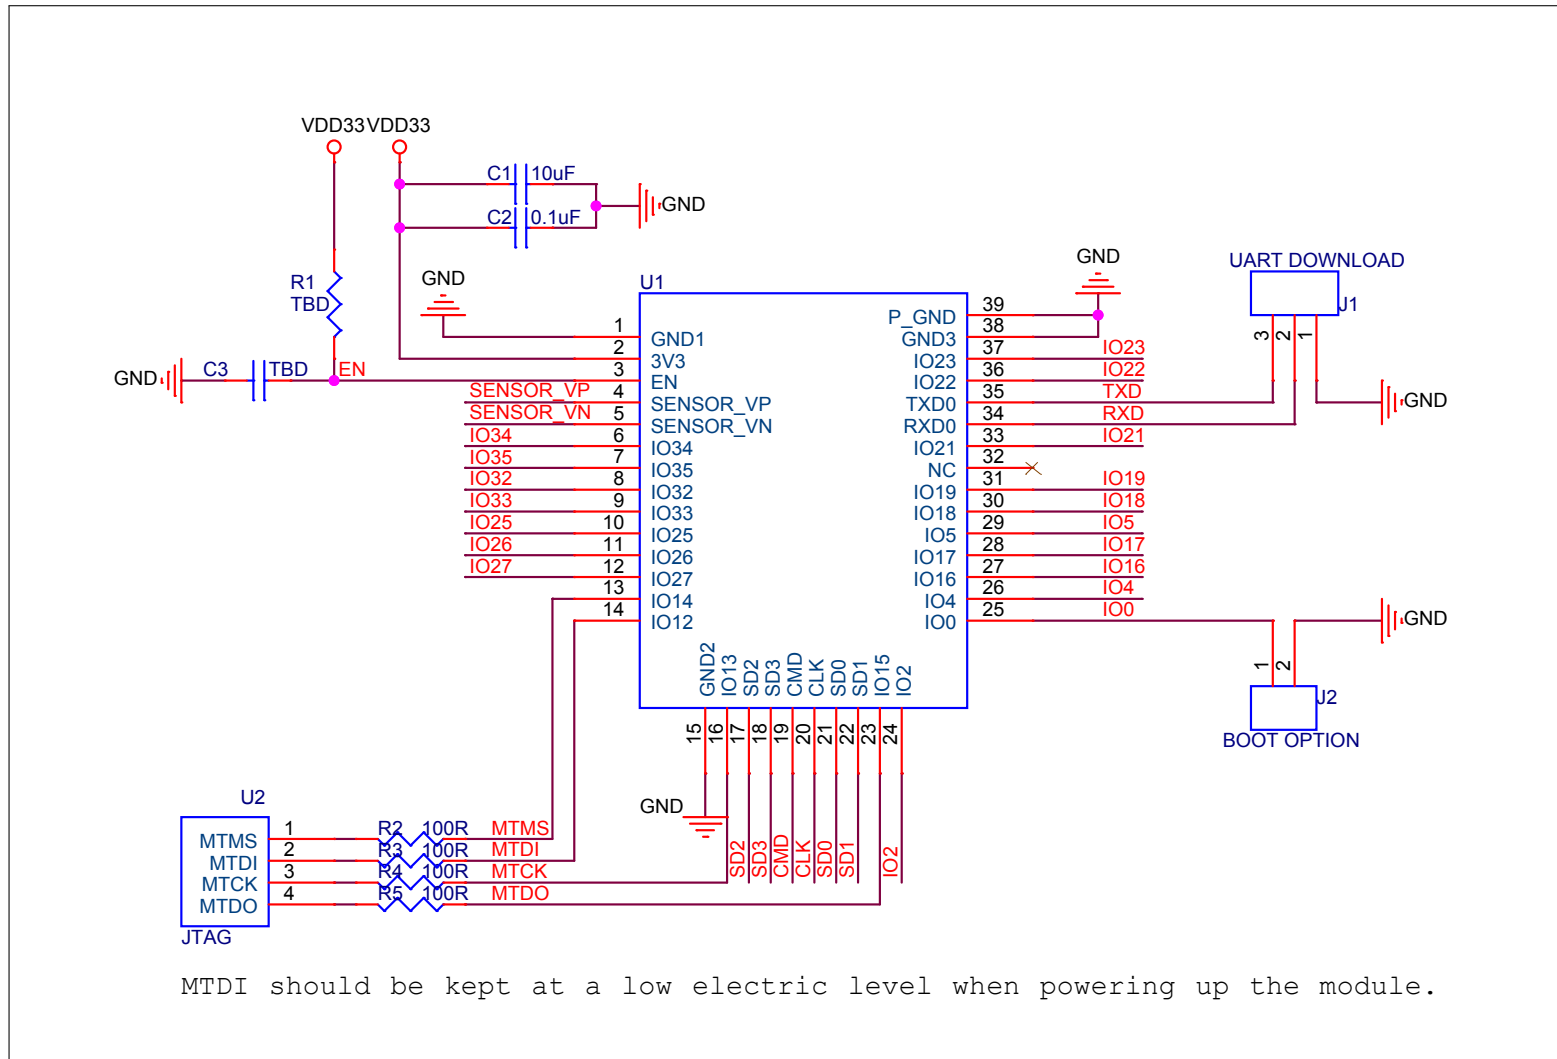 VDD33 VDD33
C1 10uF
C2 0.1uF
GND
R1
TBD
GND
GND
C3 TBD EN
U1
1 GND1
2 3V3
3 EN
SENSOR_VP 4 SENSOR_VP
SENSOR_VN 5 SENSOR_VN
IO34 6 IO34
IO35 7 IO35
IO32 8 IO32
IO33 9 IO33
IO25 10 IO25
IO26 11 IO26
IO27 12 IO27
13 IO14
14 IO12
GND
P_GND 39
GND3 38
IO23 37 IO23
IO22 36 IO22
TXD0 35 TXD
RXD0 34 RXD
IO21 33 IO21
NC 32
IO19 31 IO19
IO18 30 IO18
IO5 29 IO5
IO17 28 IO17
IO16 27 IO16
IO4 26 IO4
IO0 25 IO0
UART DOWNLOAD
J1
3 2 1
GND
GND
1 2
J2
BOOT OPTION
GND2 IO13 SD2 SD3 CMD CLK SD0 SD1 IO15 IO2
15 16 17 18 19 20 21 22 23 24
GND
SD2 SD3 CMD CLK SD0 SD1 IO2
U2
MTMS 1 R2 100R MTMS
MTDI 2 R3 100R MTDI
MTCK 3 R4 100R MTCK
MTDO 4 R5 100R MTDO
JTAG
MTDI should be kept at a low electric level when powering up the module.